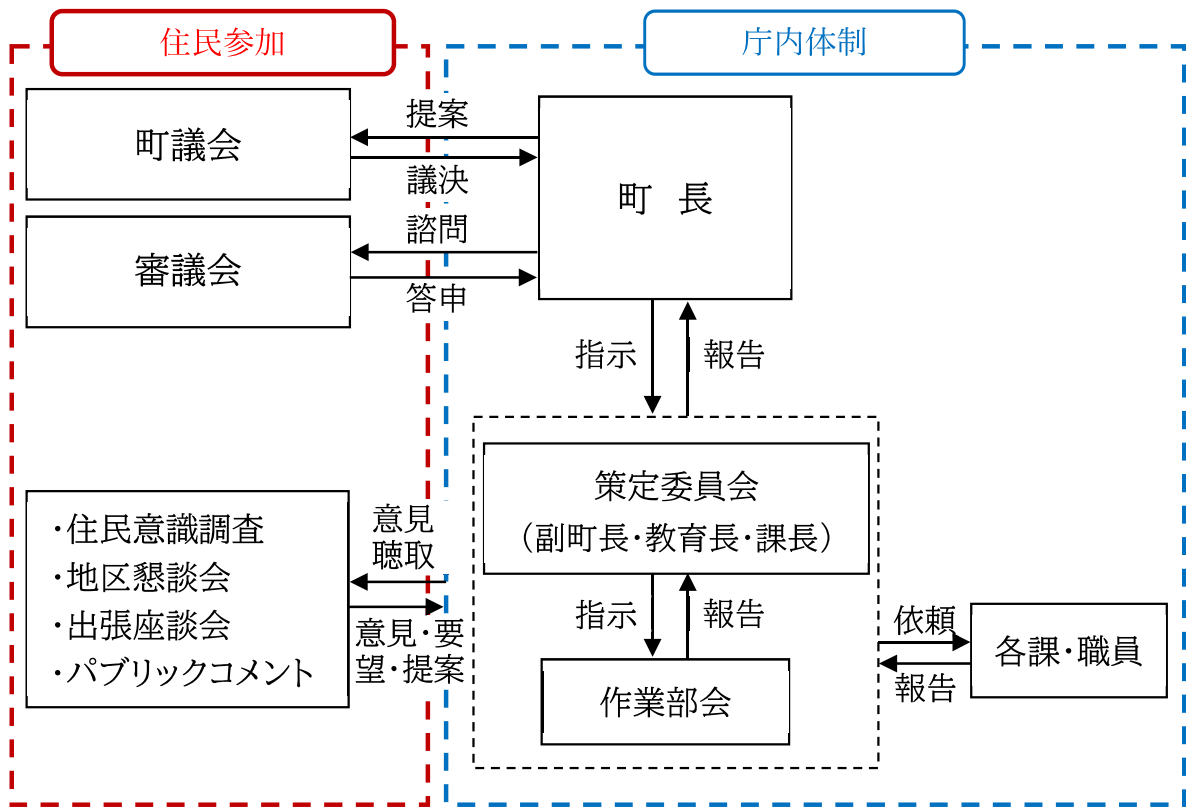 住民参加
庁内体制
町議会
提案
議決
町 長
審議会
諮問
答申
指示
報告
策定委員会
（副町長・教育長・課長）
・住民意識調査
・地区懇談会
・出張座談会
・パブリックコメント
意見
聴取
意見・要
望・提案
指示
報告
作業部会
依頼
報告
各課・職員